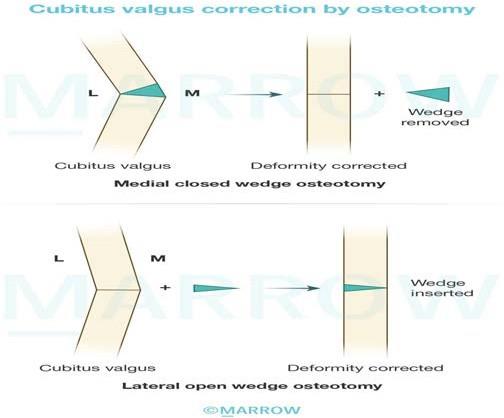 Cubitus valgus correction by osteotomy
MARROW
L M +
Wedge
removed
Cubitus valgus Deformity corrected
Medial closed wedge osteotomy
L M
MARROW
+
Wedge
inserted
Cubitus valgus Deformity corrected
Lateral open wedge osteotomy
©MARROW